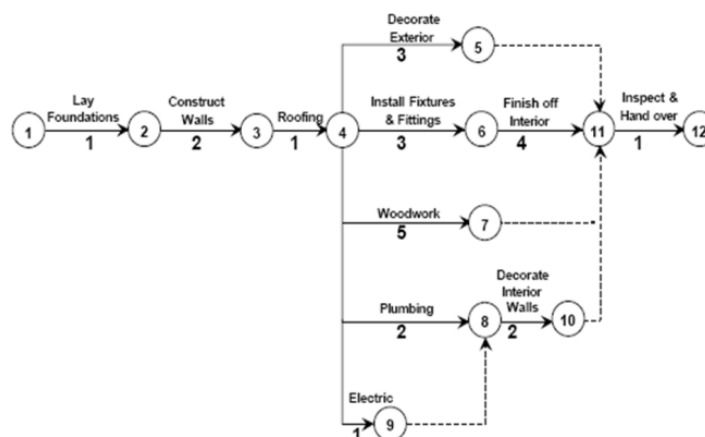 Decorate
Exterior
3
5
Lay
Foundations
1
Construct
Walls
2
Roofing
1
Install Fixtures
& Fittings
3
Finish off
Interior
4
Inspect &
Hand over
1
1
2
3
4
6
11
12
Woodwork
5
7
Decorate
Interior
Walls
2
Plumbing
2
8
10
Electric
1
9